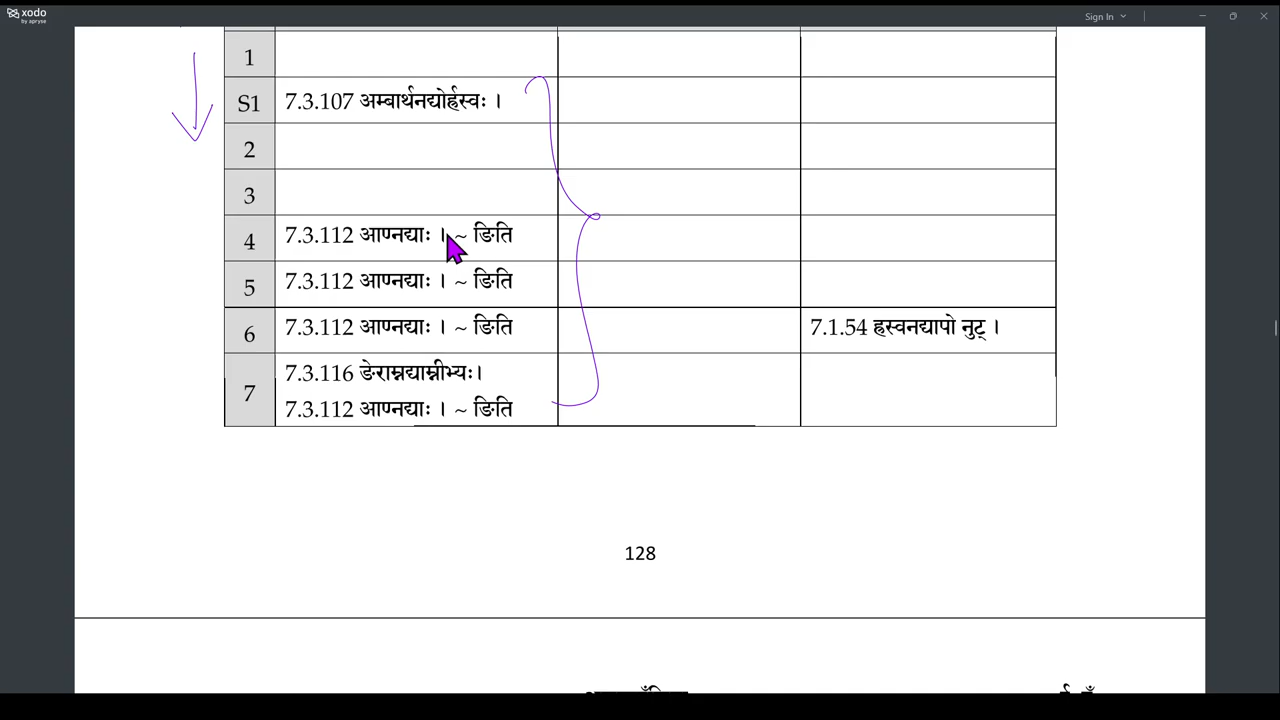 xodo
by apryse
Sign In
1
S1 7.3.107 अम्बार्थनद्योर्ह्रस्वः ।
2
3
4 7.3.112 आण्नद्याः । ~ ङिति
5 7.3.112 आण्नद्याः । ~ ङिति
6 7.3.112 आण्नद्याः । ~ ङिति 7.1.54 ह्रस्वनद्यापो नुट् ।
7 7.3.116 ङेराम्नद्याम्नीभ्यः।
7.3.112 आण्नद्याः । ~ ङिति
128